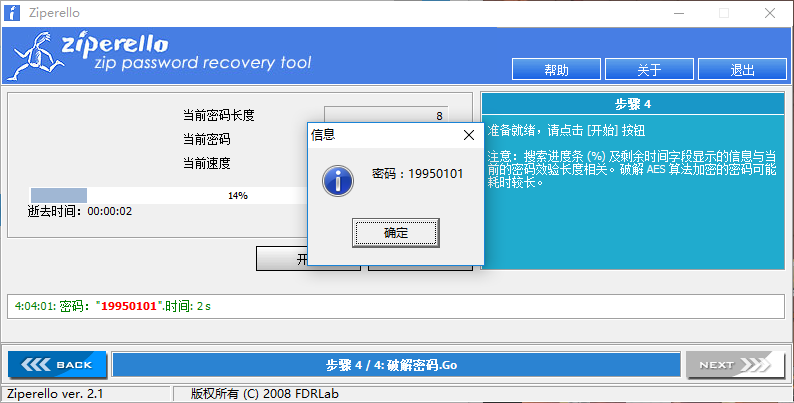 Ziperello
ziperello
zip password recovery tool
帮助
关于
退出
当前密码长度
8
当前密码
当前速度
14%
逝去时间：00:00:02
开
信息
密码：19950101
确定
步骤 4
准备就绪，请点击 [开始] 按钮
注意：搜索进度条 (%) 及剩余时间字段显示的信息与当
前的密码效验长度相关。破解 AES 算法加密的密码可能
耗时较长。
4:04:01: 密码："19950101".时间: 2 s
BACK
步骤 4 / 4: 破解密码.Go
NEXT
Ziperello ver. 2.1
版权所有 (C) 2008 FDRLab